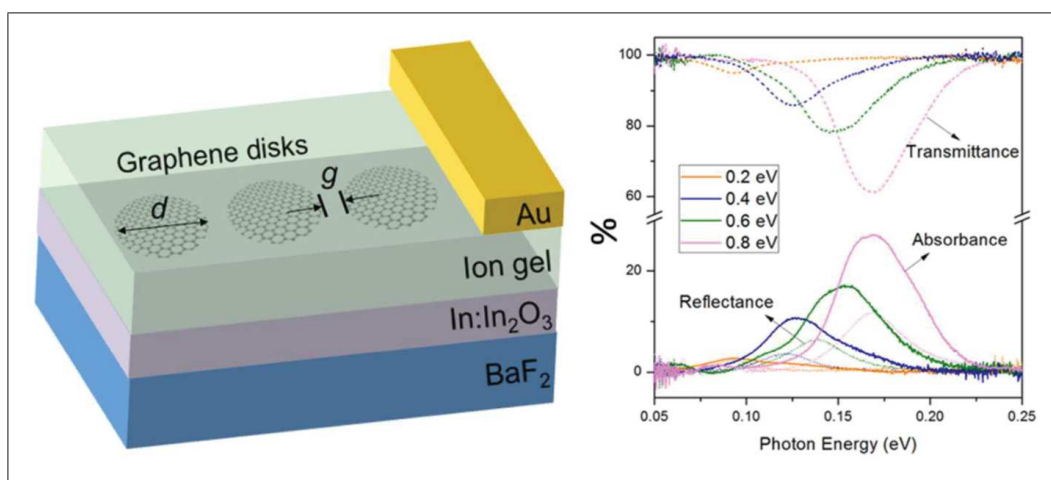 Graphene disks
d
g
Au
Ion gel
In:In₂O₃
BaF₂
100
80
60
20
0
%
0.2 eV
0.4 eV
0.6 eV
0.8 eV
Transmittance
Absorbance
Reflectance
0.05
0.10
0.15
0.20
0.25
Photon Energy (eV)